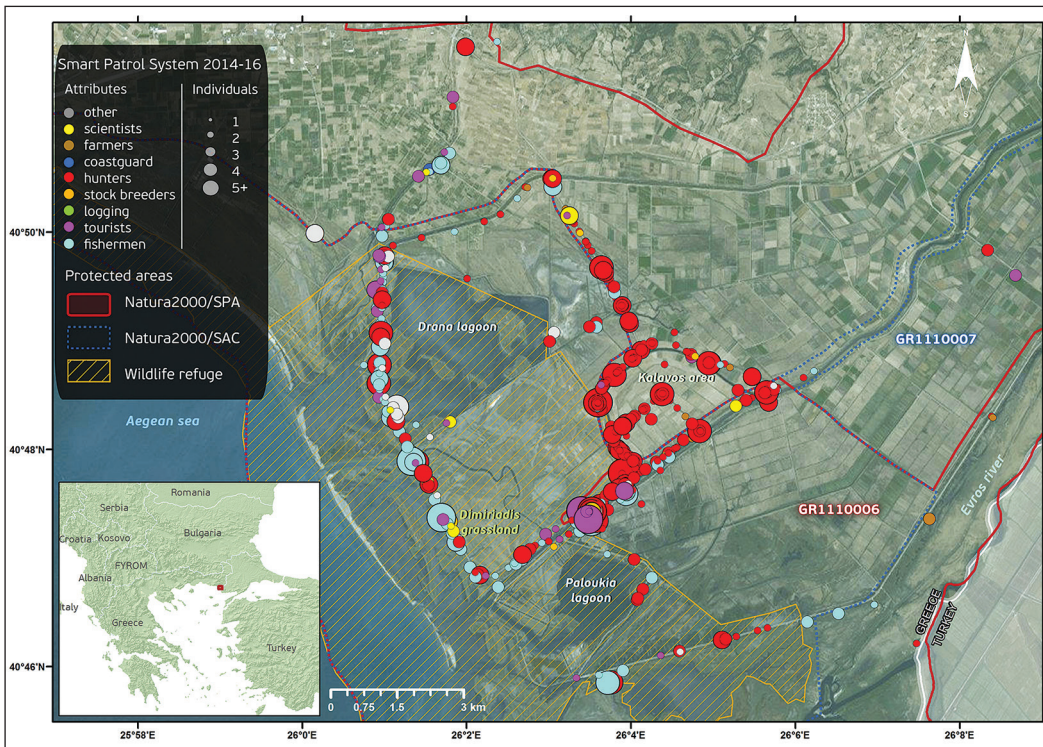 Smart Patrol System 2014-16
Attributes
Individuals
other
scientists
farmers
coastguard
hunters
stock breeders
logging
tourists
fishermen
1
2
3
4
5+
Protected areas
Natura2000/SPA
Natura2000/SAC
Wildlife refuge
40°50'N
40°48'N
40°46'N
Drana lagoon
Kalavos area
GR1110007
Aegean sea
Dimitriadis
grassland
GR1110006
Evros river
Paloukia
lagoon
GREECE
TURKEY
Romania
Serbia
Croatia
Kosovo
Bulgaria
FYROM
Albania
Italy
Greece
Turkey
0
0.75
1.5
3 km
25°58'E
26°0'E
26°2'E
26°4'E
26°6'E
26°8'E